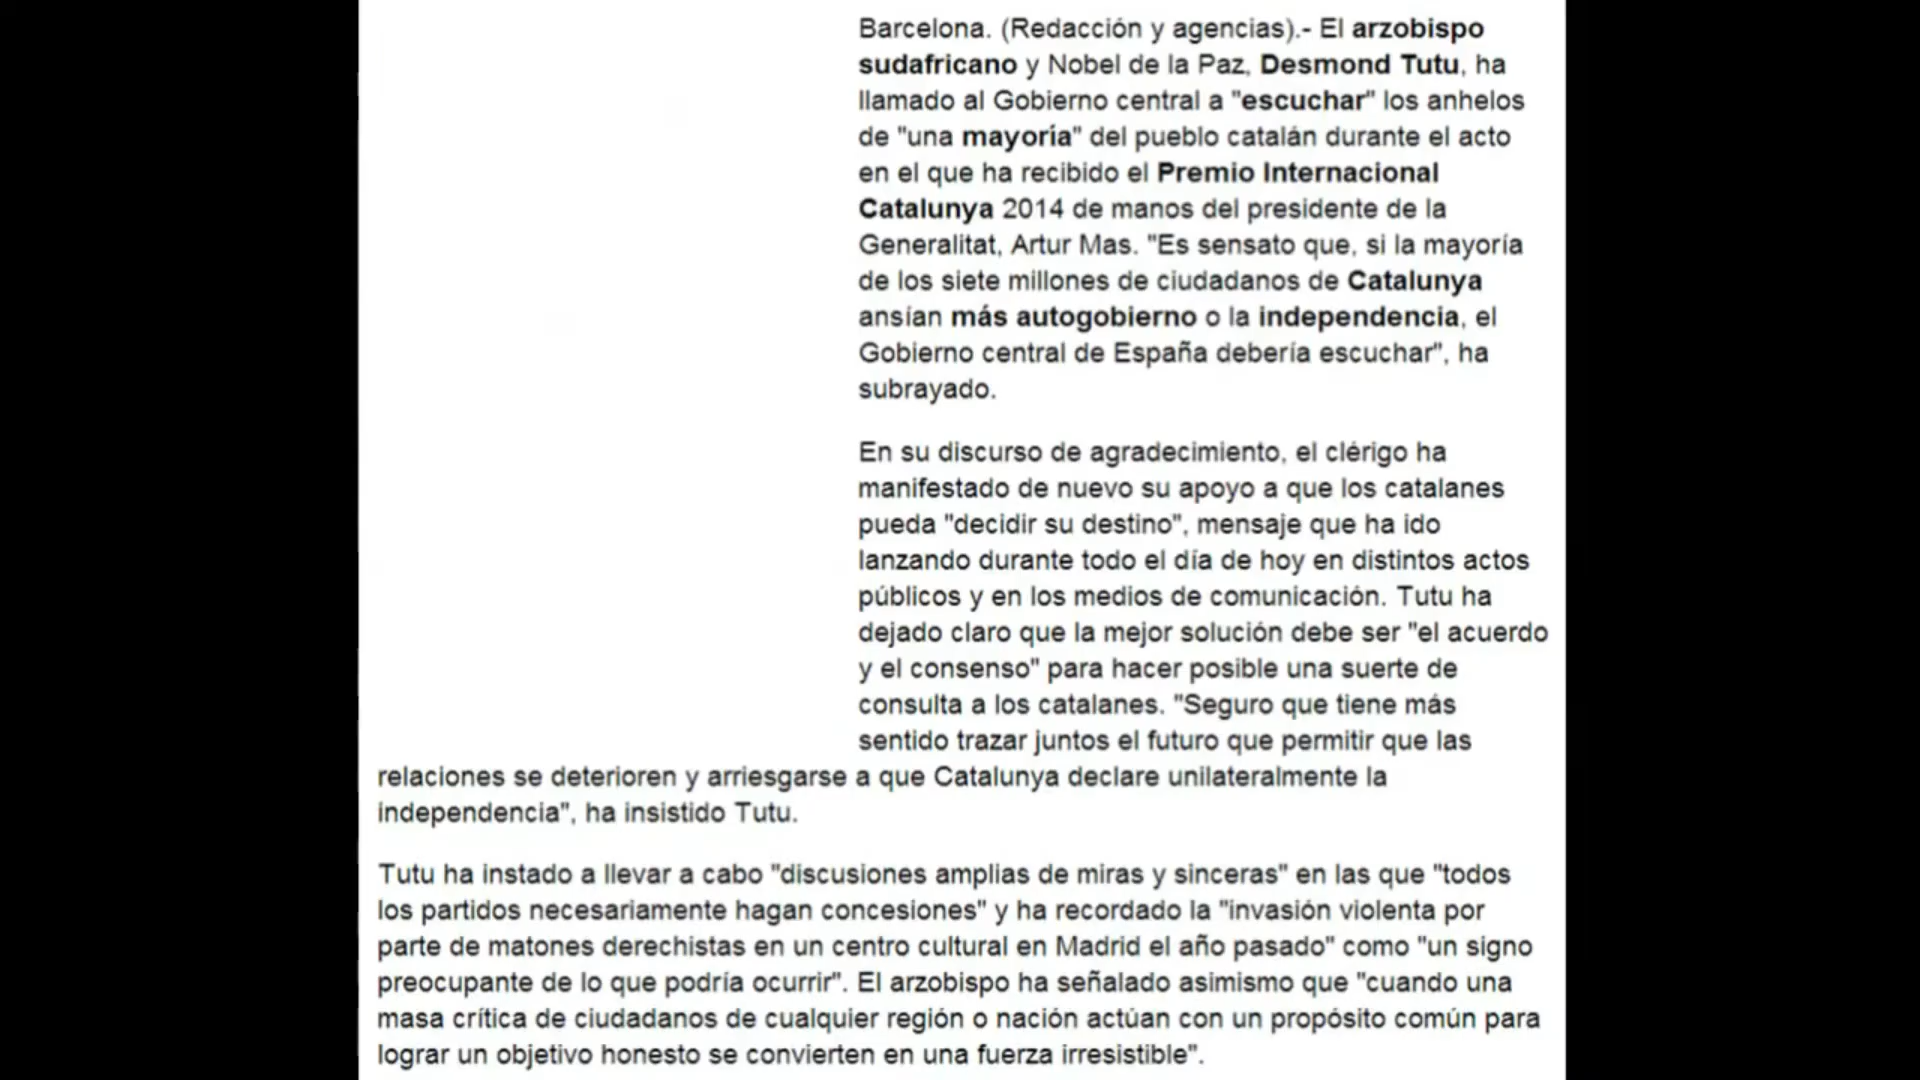 Barcelona. (Redacción y agencias).- El arzobispo
sudafricano y Nobel de la Paz, Desmond Tutu, ha
llamado al Gobierno central a "escuchar" los anhelos
de "una mayoría" del pueblo catalán durante el acto
en el que ha recibido el Premio Internacional
Catalunya 2014 de manos del presidente de la
Generalitat, Artur Mas. "Es sensato que, si la mayoría
de los siete millones de ciudadanos de Catalunya
ansían más autogobierno o la independencia, el
Gobierno central de España debería escuchar", ha
subrayado.
En su discurso de agradecimiento, el clérigo ha
manifestado de nuevo su apoyo a que los catalanes
pueda "decidir su destino", mensaje que ha ido
lanzando durante todo el día de hoy en distintos actos
públicos y en los medios de comunicación. Tutu ha
dejado claro que la mejor solución debe ser "el acuerdo
y el consenso" para hacer posible una suerte de
consulta a los catalanes. "Seguro que tiene más
sentido trazar juntos el futuro que permitir que las
relaciones se deterioren y arriesgarse a que Catalunya declare unilateralmente la
independencia", ha insistido Tutu.
Tutu ha instado a llevar a cabo "discusiones amplias de miras y sinceras" en las que "todos
los partidos necesariamente hagan concesiones" y ha recordado la "invasión violenta por
parte de matones derechistas en un centro cultural en Madrid el año pasado" como "un signo
preocupante de lo que podría ocurrir". El arzobispo ha señalado asimismo que "cuando una
masa crítica de ciudadanos de cualquier región o nación actúan con un propósito común para
lograr un objetivo honesto se convierten en una fuerza irresistible".